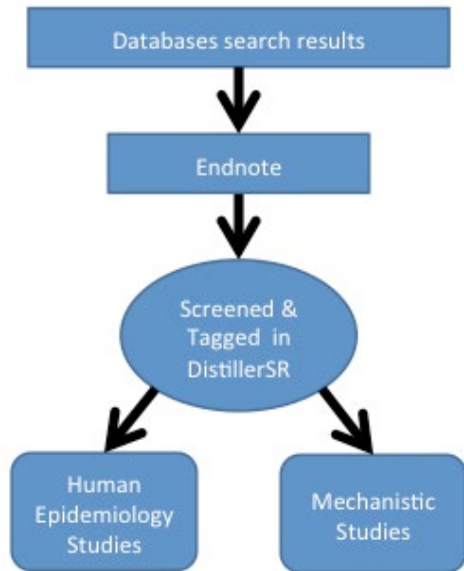 Databases search results
Endnote
Screened &
Tagged in
DistillerSR
Human
Epidemiology
Studies
Mechanistic
Studies